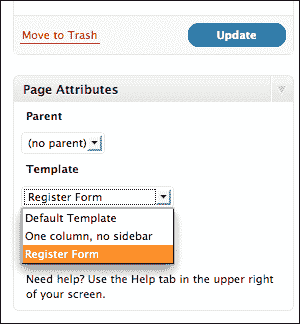 Move to Trash
Update
Page Attributes
Parent
(no parent)
Template
Register Form
Default Template
One column, no sidebar
Register Form
Need help? Use the Help tab in the upper right
of your screen.